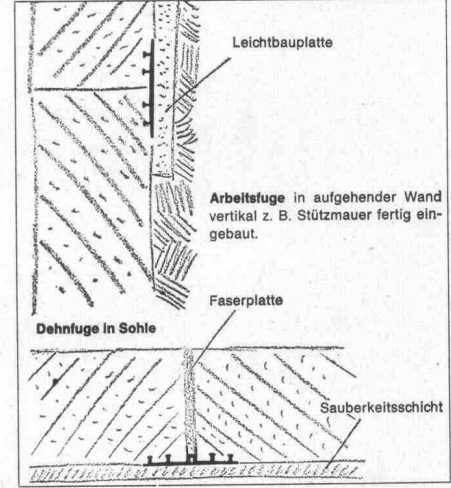 Leichtbauplatte
Arbeitsfuge in aufgehender Wand
vertikal z. B. Stützmauer fertig ein-
gebaut.
Faserplatte
Dehnfuge in Sohle
Sauberkeitsschicht